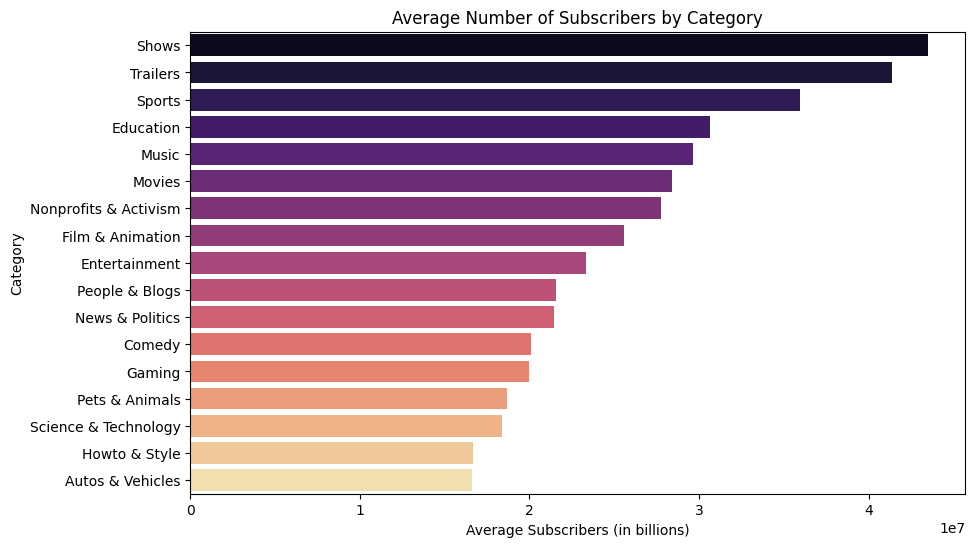 Average Number of Subscribers by Category
Category
Shows
Trailers
Sports
Education
Music
Movies
Nonprofits & Activism
Film & Animation
Entertainment
People & Blogs
News & Politics
Comedy
Gaming
Pets & Animals
Science & Technology
Howto & Style
Autos & Vehicles
0 1 2 3 4
1e7
Average Subscribers (in billions)